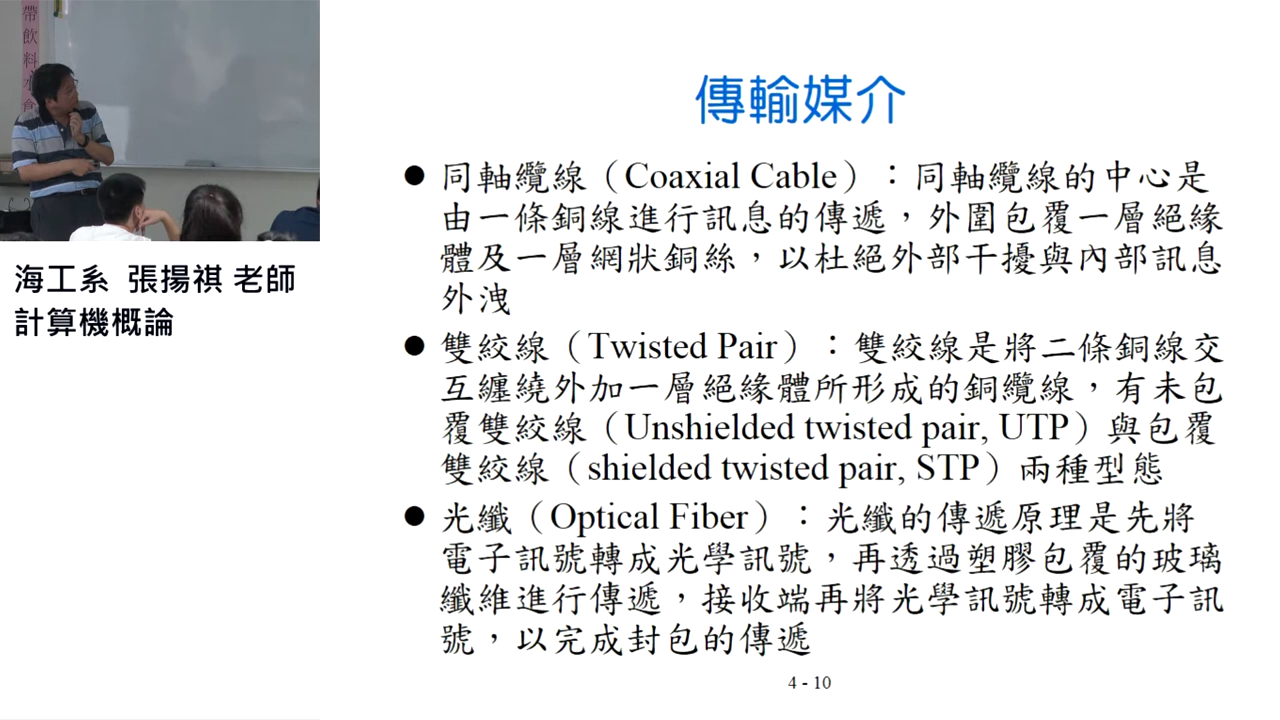 帶飲料
海工系 張揚祺 老師
計算機概論
傳輸媒介
● 同軸纜線（Coaxial Cable）：同軸纜線的中心是
由一條銅線進行訊息的傳遞，外圍包覆一層絕緣
體及一層網狀銅絲，以杜絕外部干擾與內部訊息
外洩
● 雙絞線（Twisted Pair）：雙絞線是將二條銅線交
互纏繞外加一層絕緣體所形成的銅纜線，有未包
覆雙絞線（Unshielded twisted pair, UTP）與包覆
雙絞線（shielded twisted pair, STP）兩種型態
● 光纖（Optical Fiber）：光纖的傳遞原理是先將
電子訊號轉成光學訊號，再透過塑膠包覆的玻璃
纖維進行傳遞，接收端再將光學訊號轉成電子訊
號，以完成封包的傳遞
4 - 10